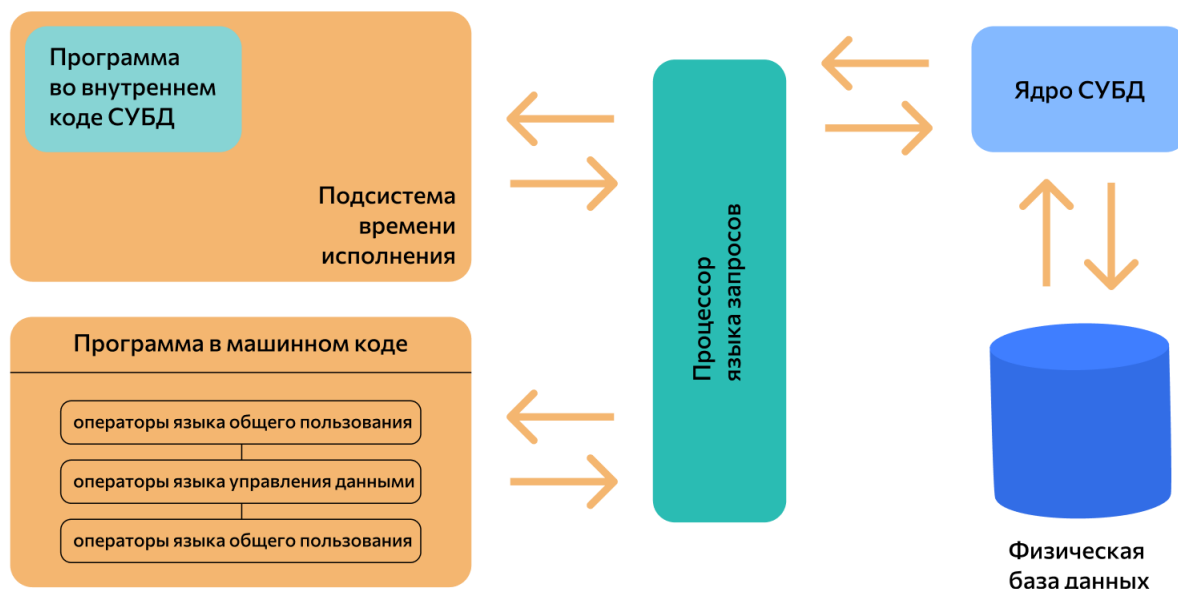 Программа
во внутреннем
коде СУБД
Подсистема
времени
исполнения
Программа в машинном коде
операторы языка общего пользования
операторы языка управления данными
операторы языка общего пользования
Процессор
языка запросов
Ядро СУБД
Физическая
база данных